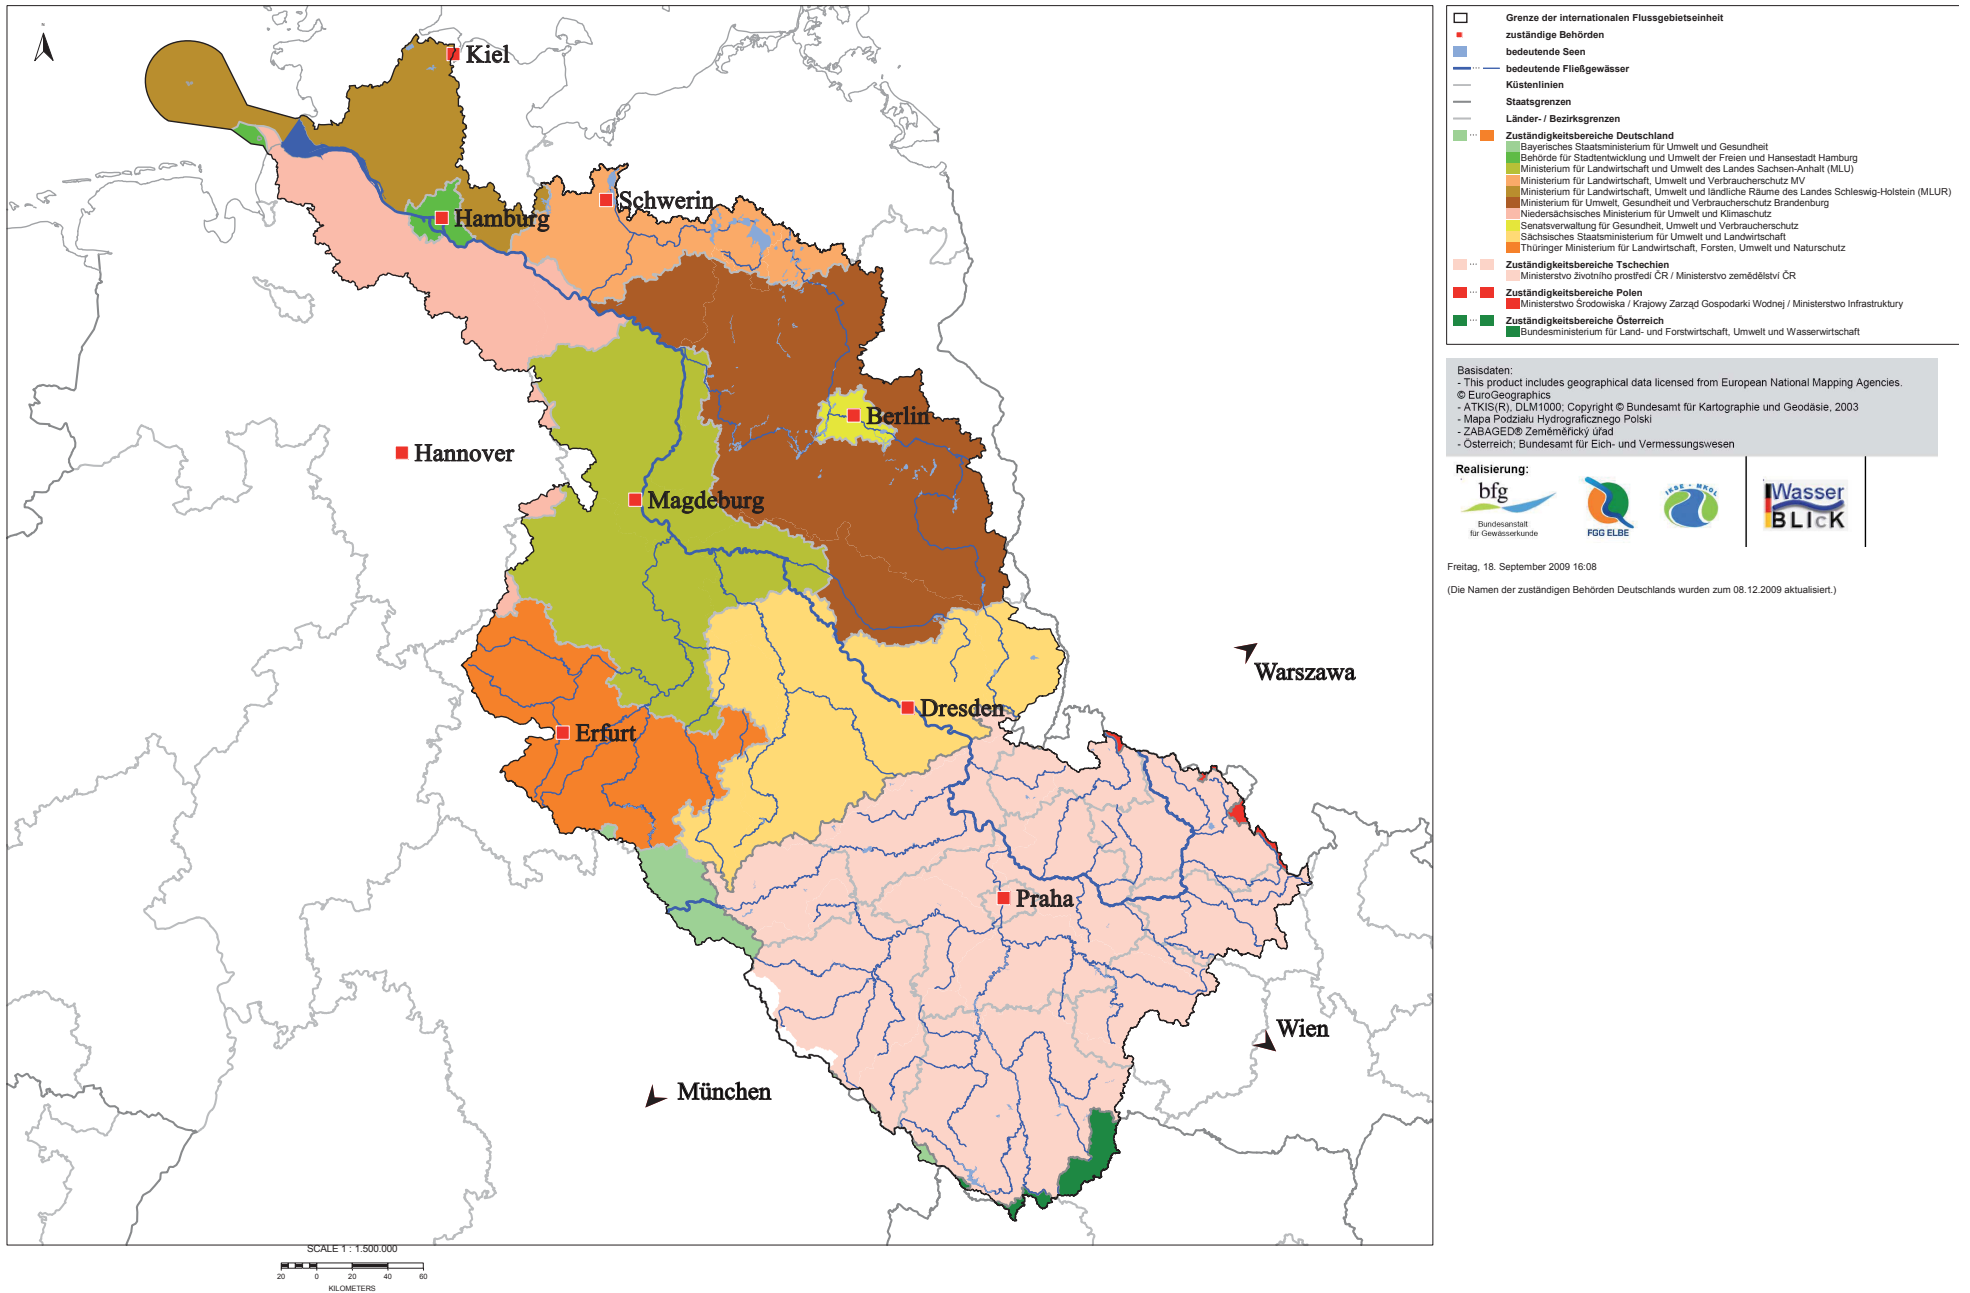 Kiel
Schwerin
Hamburg
Berlin
Hannover
Magdeburg
Dresden
Erfurt
Warszawa
Praha
Wien
München
SCALE 1 : 1.500.000
20 0 20 40 60
KILOMETERS
Grenze der internationalen Flussgebietseinheit
zuständige Behörden
bedeutende Seen
bedeutende Fließgewässer
Küstenlinien
Staatsgrenzen
Länder- / Bezirksgrenzen
Zuständigkeitsbereiche Deutschland
Bayerisches Staatsministerium für Umwelt und Gesundheit
Behörde für Stadtentwicklung und Umwelt der Freien und Hansestadt Hamburg
Ministerium für Landwirtschaft und Umwelt des Landes Sachsen-Anhalt (MLU)
Ministerium für Landwirtschaft, Umwelt und Verbraucherschutz MV
Ministerium für Landwirtschaft, Umwelt und ländliche Räume des Landes Schleswig-Holstein (MLUR)
Ministerium für Umwelt, Gesundheit und Verbraucherschutz Brandenburg
Niedersächsisches Ministerium für Umwelt und Klimaschutz
Senatsverwaltung für Gesundheit, Umwelt und Verbraucherschutz
Sächsisches Staatsministerium für Umwelt und Landwirtschaft
Thüringer Ministerium für Landwirtschaft, Forsten, Umwelt und Naturschutz
Zuständigkeitsbereiche Tschechien
Ministerstvo životního prostředí ČR / Ministerstvo zemědělství ČR
Zuständigkeitsbereiche Polen
Ministerstwo Środowiska / Krajowy Zarząd Gospodarki Wodnej / Ministerstwo Infrastruktury
Zuständigkeitsbereiche Österreich
Bundesministerium für Land- und Forstwirtschaft, Umwelt und Wasserwirtschaft
Basisdaten:
- This product includes geographical data licensed from European National Mapping Agencies.
© EuroGeographics
- ATKIS(R), DLM1000; Copyright © Bundesamt für Kartographie und Geodäsie, 2003
- Mapa Podziału Hydrograficznego Polski
- ZABAGED® Zeměměřický úřad
- Österreich; Bundesamt für Eich- und Vermessungswesen
Realisierung:
bfg
Bundesanstalt
für Gewässerkunde
FGG ELBE
IKSE - MKOL
Wasser
BLIcK
Freitag, 18. September 2009 16:08
(Die Namen der zuständigen Behörden Deutschlands wurden zum 08.12.2009 aktualisiert.)